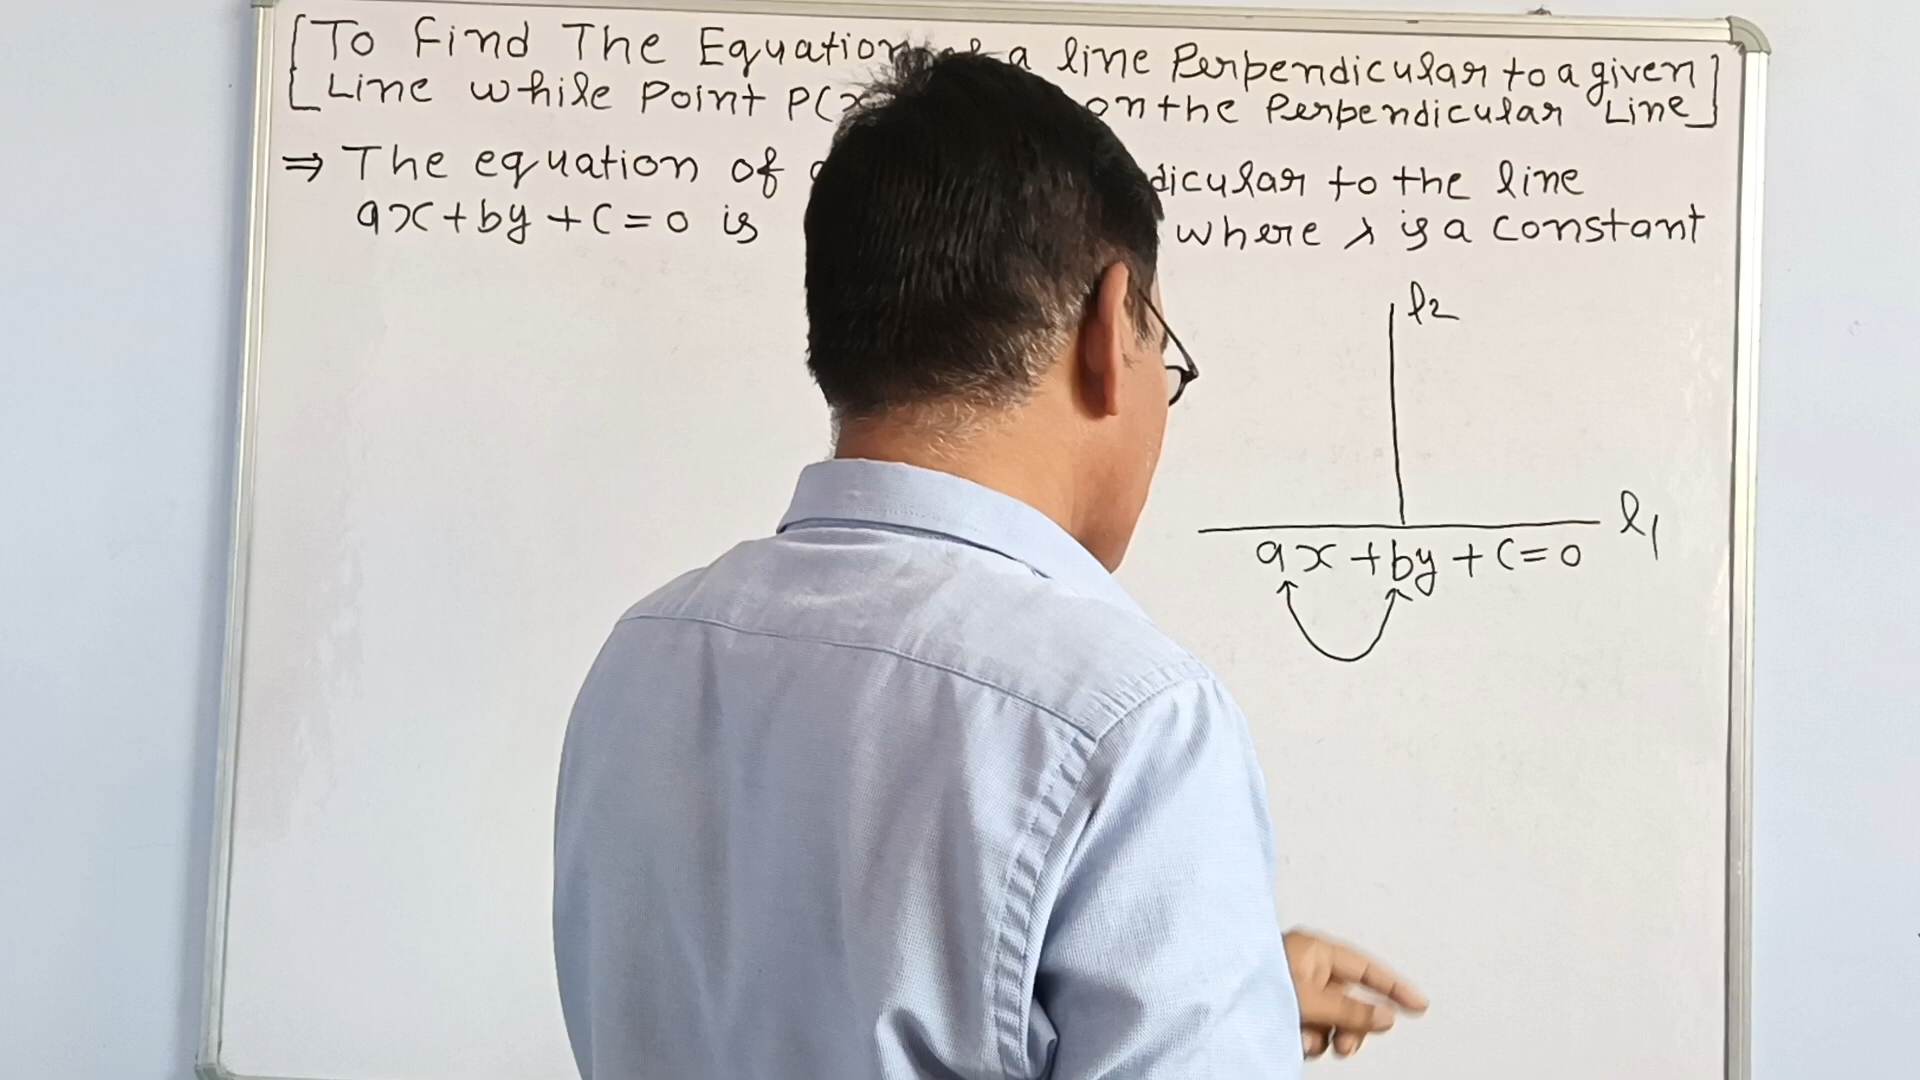 [To Find The Equation of a line Perpendicular to a given
Line while Point P(x on the Perpendicular Line]
⇒ The equation of dicular to the line
ax+by+c=0 is where λ is a constant
l2
l1
ax+by+c=0